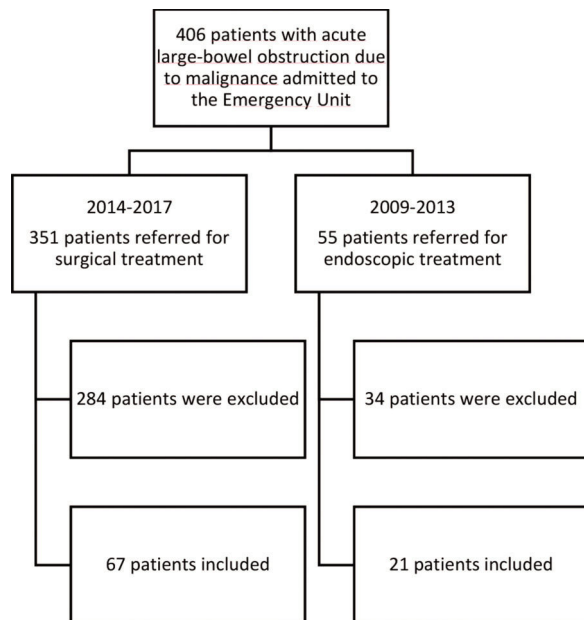 406 patients with acute
large-bowel obstruction due
to malignance admitted to
the Emergency Unit
2014-2017
351 patients referred for
surgical treatment
2009-2013
55 patients referred for
endoscopic treatment
284 patients were excluded
34 patients were excluded
67 patients included
21 patients included